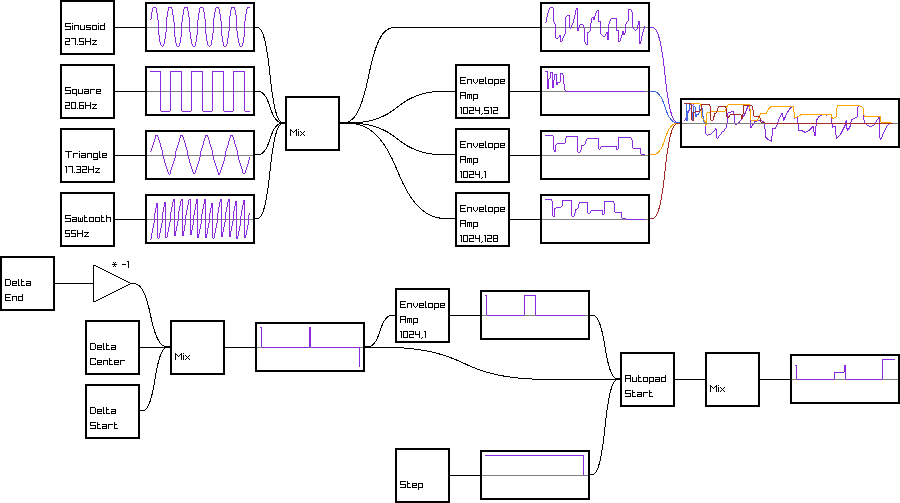 Sinusoid
27.5Hz
Square
20.6Hz
Triangle
17.32Hz
Sawtooth
55Hz
Mix
Envelope
Amp
1024,512
Envelope
Amp
1024,1
Envelope
Amp
1024,128
Delta
End
* -1
Delta
Center
Delta
Start
Mix
Envelope
Amp
1024,1
Step
Autopad
Start
Mix